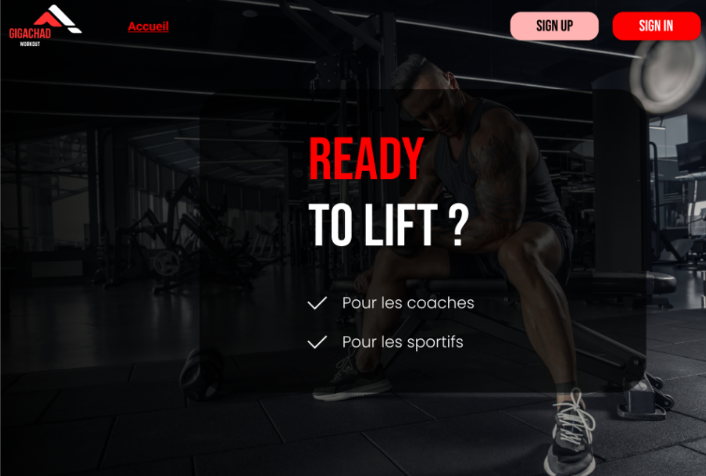 GIGACHAD
WORKOUT
Accueil
SIGN UP
SIGN IN
READY
TO LIFT ?
Pour les coaches
Pour les sportifs